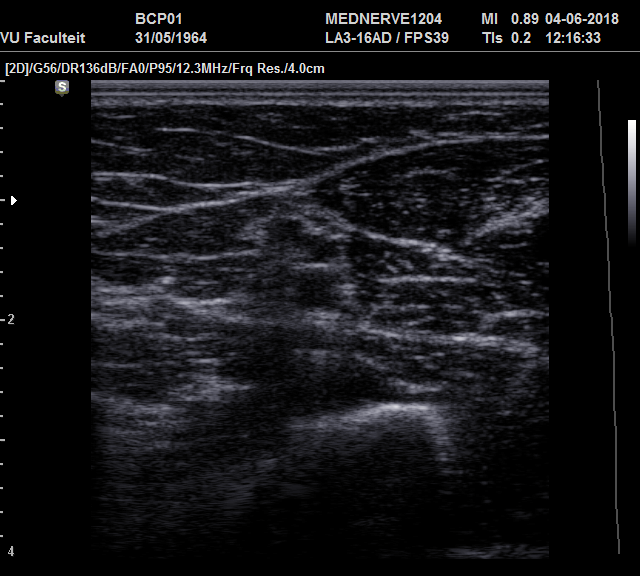 BCP01 MEDNERVE1204 MI 0.89 04-06-2018
VU Faculteit 31/05/1964 LA3-16AD / FPS39 TIs 0.2 12:16:33
[2D]/G56/DR136dB/FA0/P95/12.3MHz/Frq Res./4.0cm
S
2
4